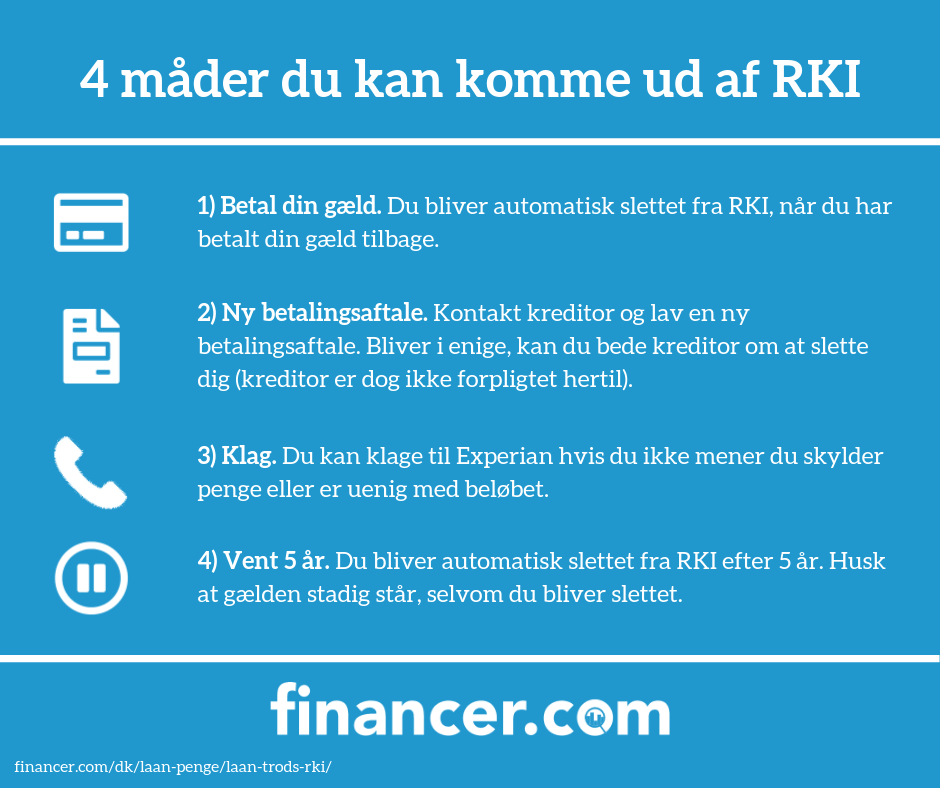 4 måder du kan komme ud af RKI
1) Betal din gæld. Du bliver automatisk slettet fra RKI, når du har
betalt din gæld tilbage.
2) Ny betalingsaftale. Kontakt kreditor og lav en ny
betalingsaftale. Bliver i enige, kan du bede kreditor om at slette
dig (kreditor er dog ikke forpligtet hertil).
3) Klag. Du kan klage til Experian hvis du ikke mener du skylder
penge eller er uenig med beløbet.
4) Vent 5 år. Du bliver automatisk slettet fra RKI efter 5 år. Husk
at gælden stadig står, selvom du bliver slettet.
financer.com
financer.com/dk/laan-penge/laan-trods-rki/